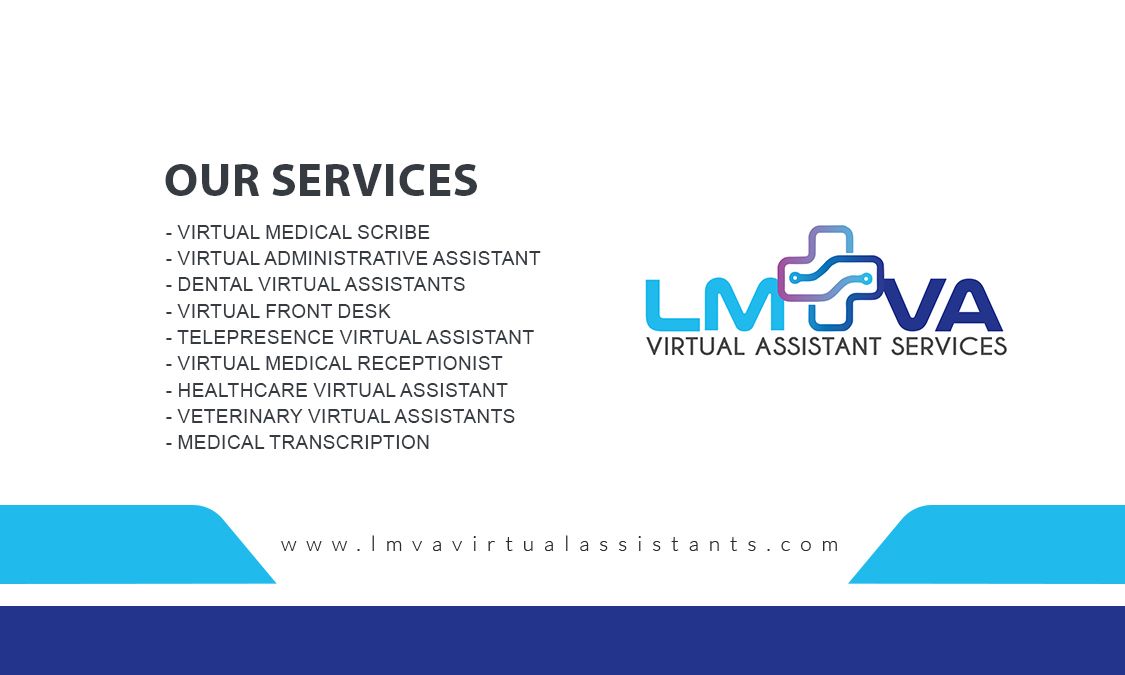 OUR SERVICES
- VIRTUAL MEDICAL SCRIBE
- VIRTUAL ADMINISTRATIVE ASSISTANT
- DENTAL VIRTUAL ASSISTANTS
- VIRTUAL FRONT DESK
- TELEPRESENCE VIRTUAL ASSISTANT
- VIRTUAL MEDICAL RECEPTIONIST
- HEALTHCARE VIRTUAL ASSISTANT
- VETERINARY VIRTUAL ASSISTANTS
- MEDICAL TRANSCRIPTION
LM VA
VIRTUAL ASSISTANT SERVICES
www.lmvavirtualassistants.com